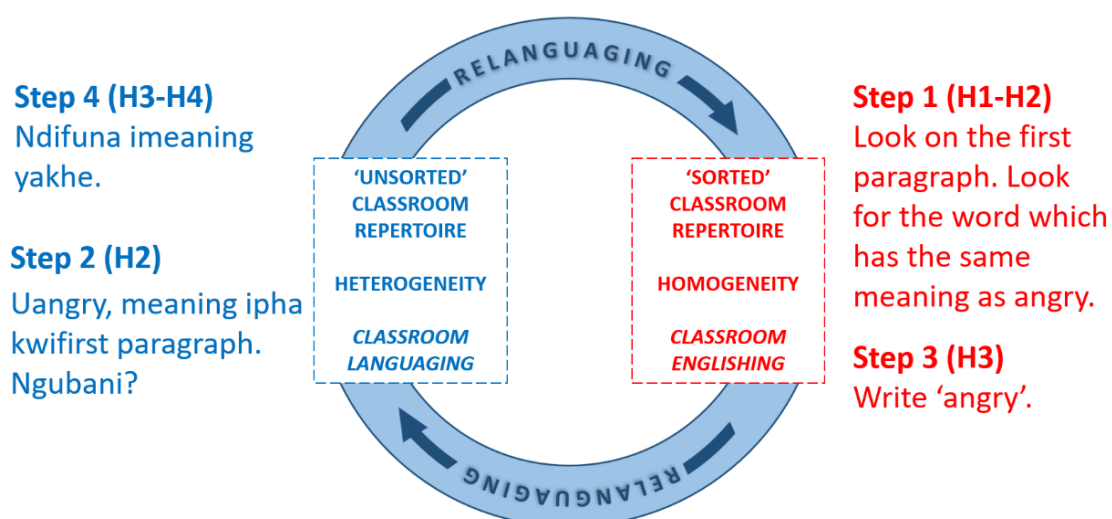 RELANGUAGING
Step 4 (H3-H4)
Ndifuna imeaning
yakhe.
Step 2 (H2)
Uangry, meaning ipha
kwifirst paragraph.
Ngubani?
‘UNSORTED’
CLASSROOM
REPERTOIRE
HETEROGENEITY
CLASSROOM
LANGUAGING
‘SORTED’
CLASSROOM
REPERTOIRE
HOMOGENEITY
CLASSROOM
ENGLISHING
Step 1 (H1-H2)
Look on the first
paragraph. Look
for the word which
has the same
meaning as angry.
Step 3 (H3)
Write ‘angry’.
RELANGUAGING